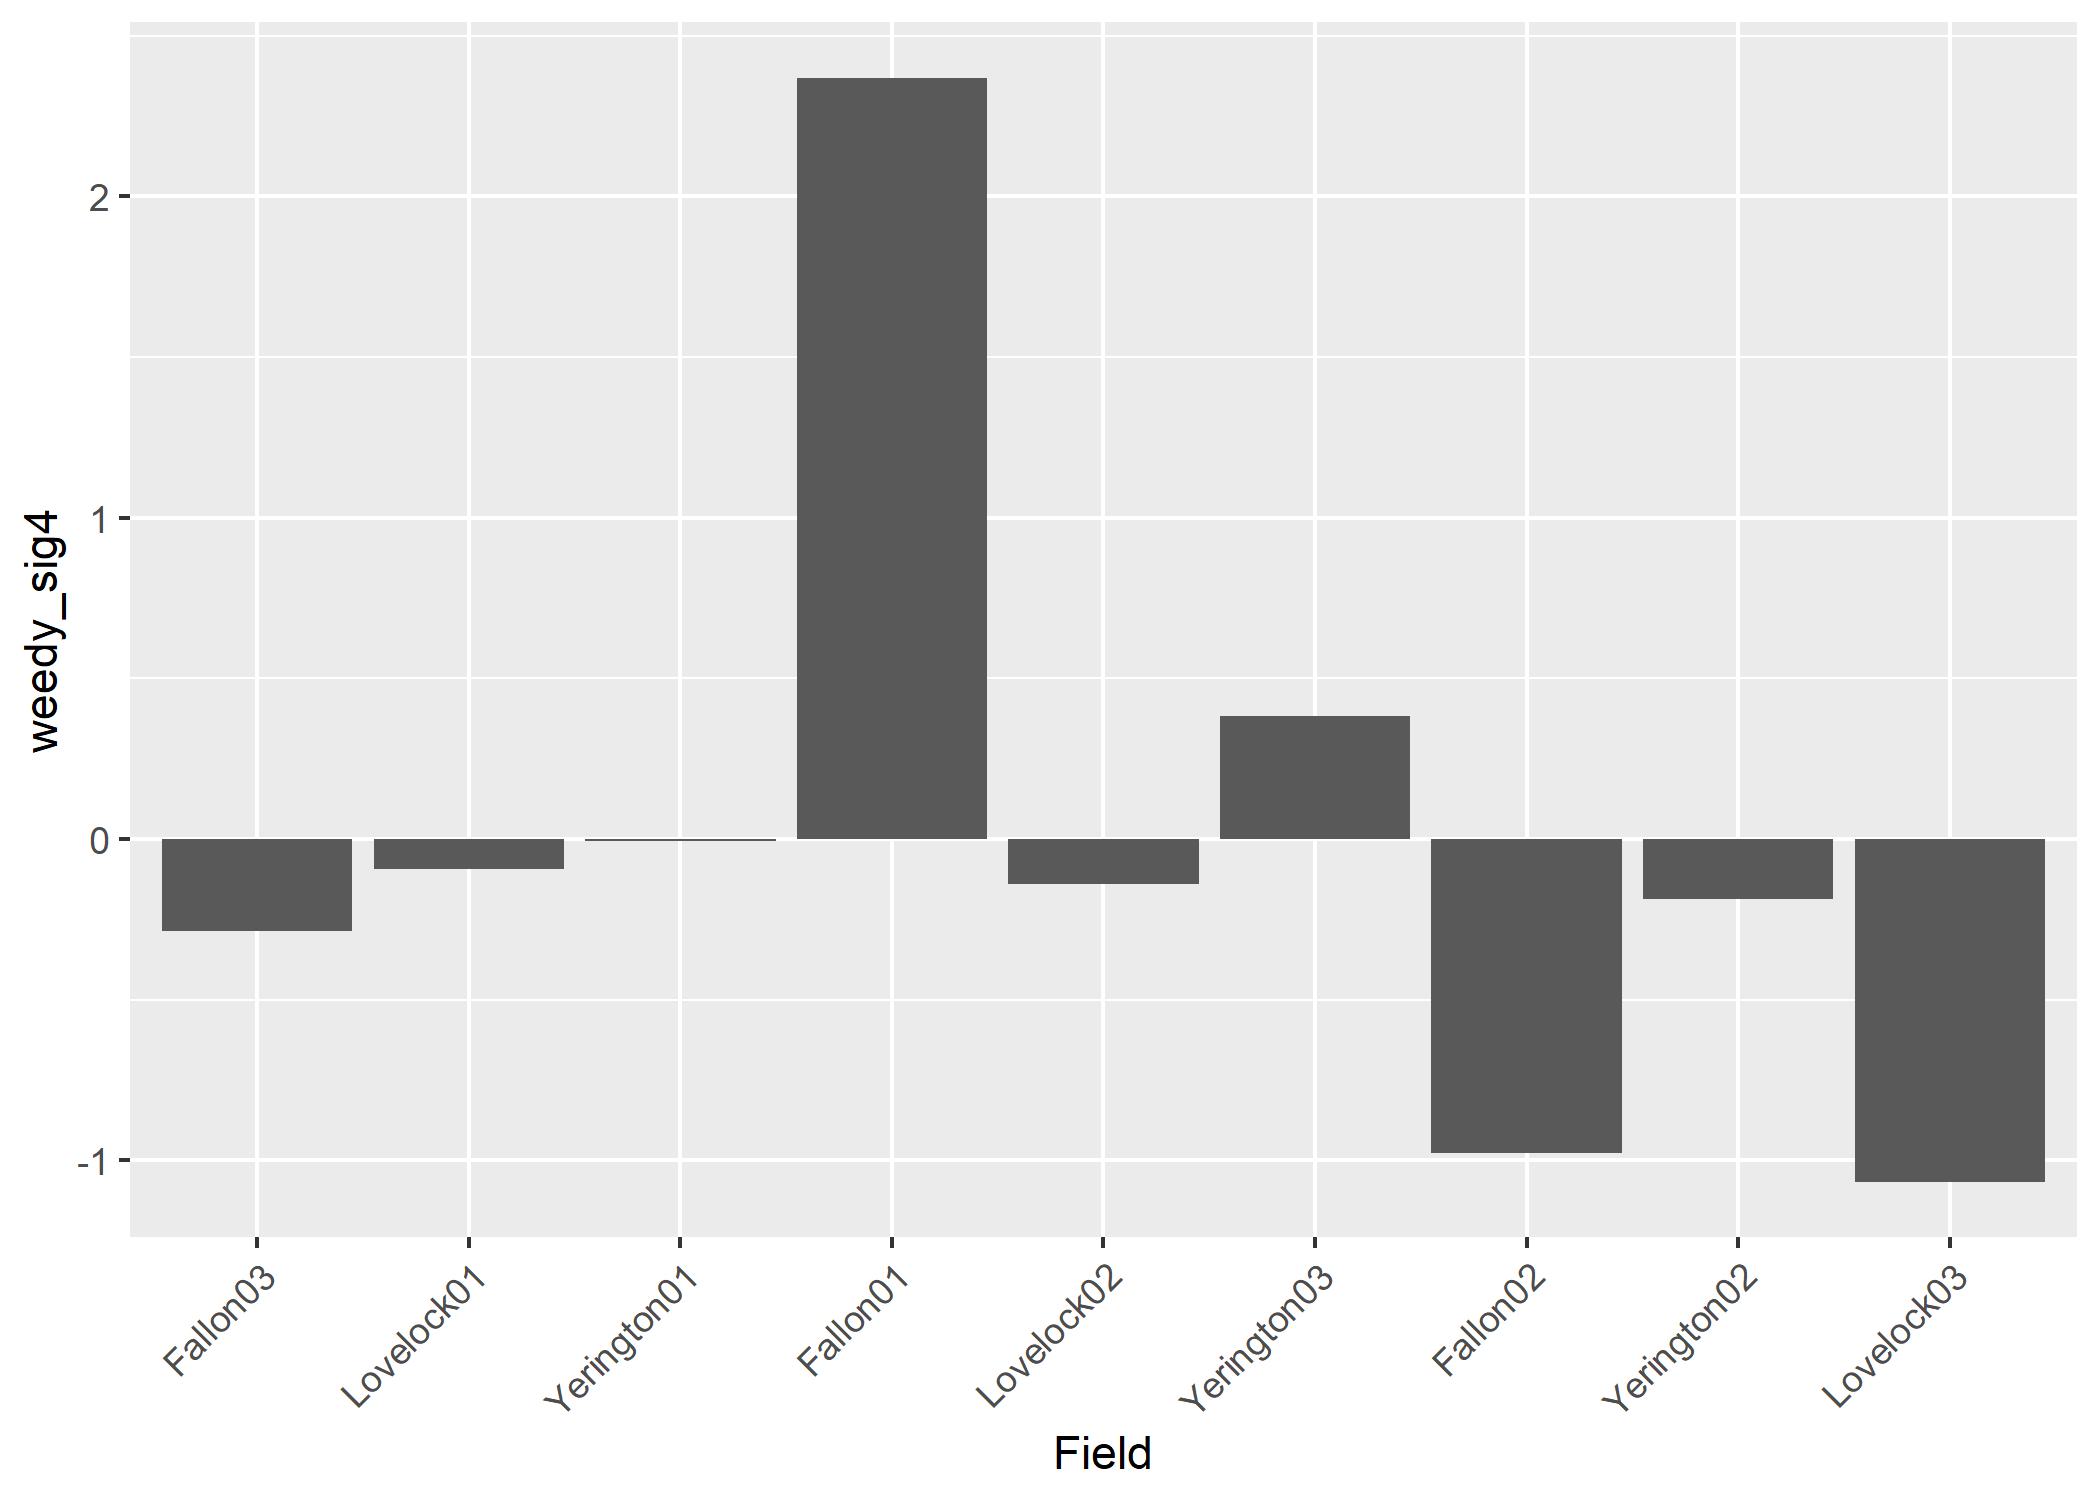 weedy_sig4
2
1
0
-1
Fallon03
Lovelock01
Yerington01
Fallon01
Lovelock02
Yerington03
Fallon02
Yerington02
Lovelock03
Field